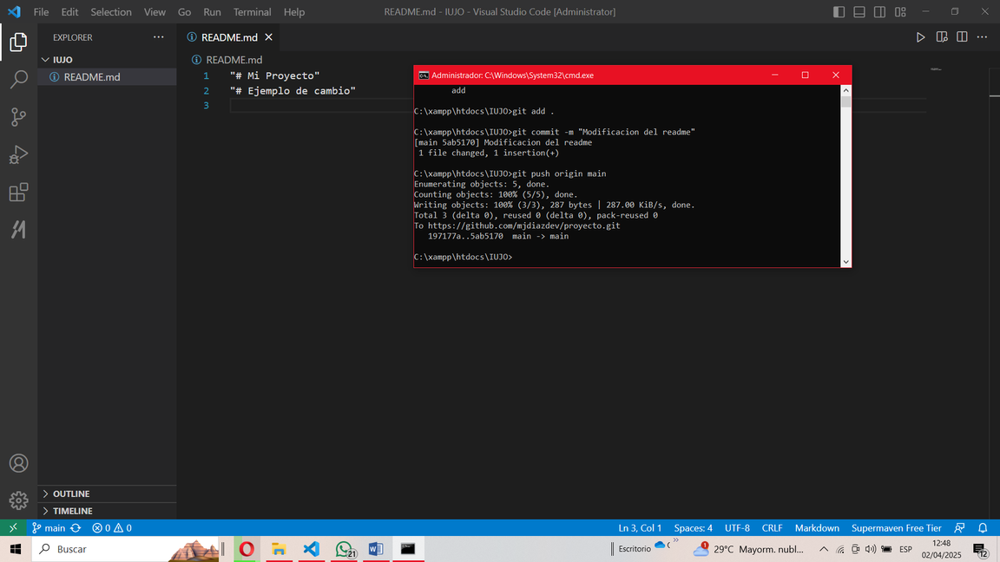 File Edit Selection View Go Run Terminal Help
README.md - IUJO - Visual Studio Code [Administrator]
EXPLORER
README.md
IUJO
README.md
README.md
1 "# Mi Proyecto"
2 "# Ejemplo de cambio"
3
Administrador: C:\Windows\System32\cmd.exe
add
C:\xampp\htdocs\IUJO>git add .
C:\xampp\htdocs\IUJO>git commit -m "Modificacion del readme"
[main 5ab5170] Modificacion del readme
1 file changed, 1 insertion(+)
C:\xampp\htdocs\IUJO>git push origin main
Enumerating objects: 5, done.
Counting objects: 100% (5/5), done.
Writing objects: 100% (3/3), 287 bytes | 287.00 KiB/s, done.
Total 3 (delta 0), reused 0 (delta 0), pack-reused 0
To https://github.com/mjdiazdev/proyecto.git
197177a..5ab5170 main -> main
C:\xampp\htdocs\IUJO>
OUTLINE
TIMELINE
main 0 0 Ln 3, Col 1 Spaces: 4 UTF-8 CRLF Markdown Supermaven Free Tier
Buscar 21 Escritorio 1 29°C Mayorm. nubl... ESP 12:48
02/04/2025 12